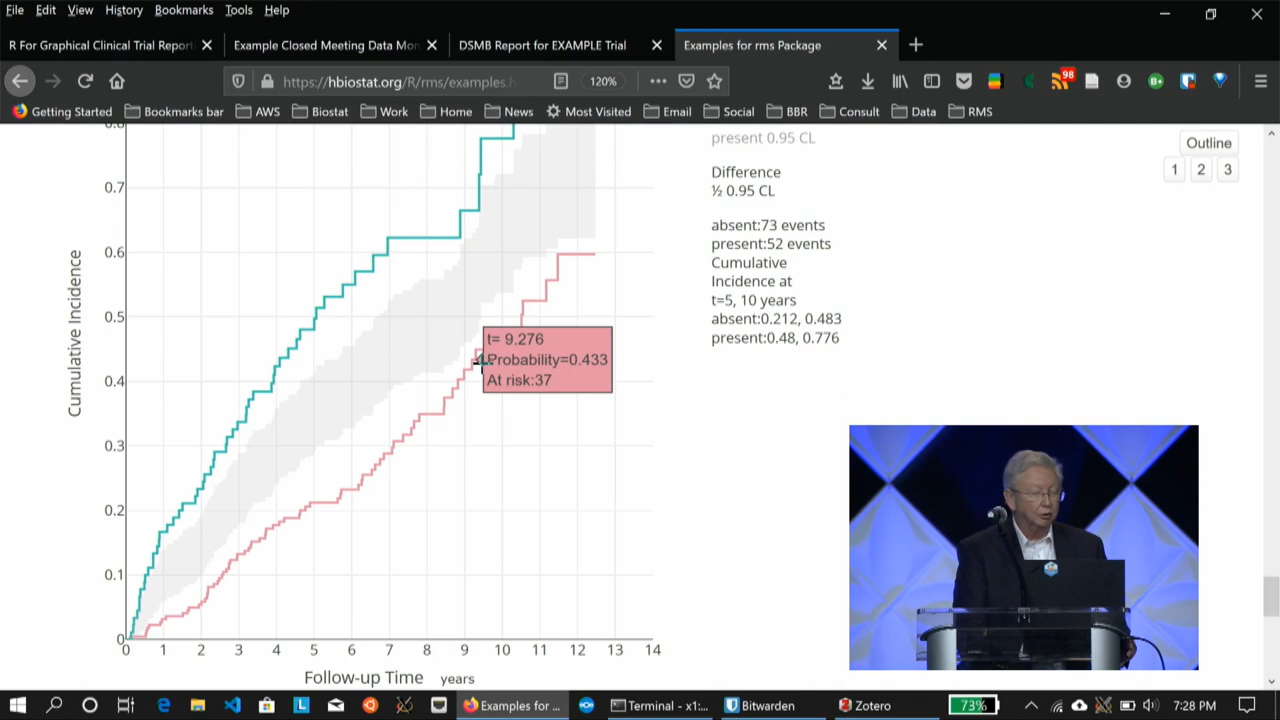 File Edit View History Bookmarks Tools Help
R For Graphical Clinical Trial Report
Example Closed Meeting Data Mon
DSMB Report for EXAMPLE Trial
Examples for rms Package
https://hbiostat.org/R/rms/examples.h
120%
98
Getting Started Bookmarks bar AWS Biostat Work Home News Most Visited Email Social BBR Consult Data RMS
present 0.95 CL
Difference
½ 0.95 CL
absent:73 events
present:52 events
Cumulative
Incidence at
t=5, 10 years
absent:0.212, 0.483
present:0.48, 0.776
Outline
1 2 3
Cumulative Incidence
0.8
0.7
0.6
0.5
0.4
0.3
0.2
0.1
0
0 1 2 3 4 5 6 7 8 9 10 11 12 13 14
Follow-up Time years
t= 9.276
Probability=0.433
At risk:37
Examples for ...
Terminal - x1:...
Bitwarden
Zotero
73%
7:28 PM